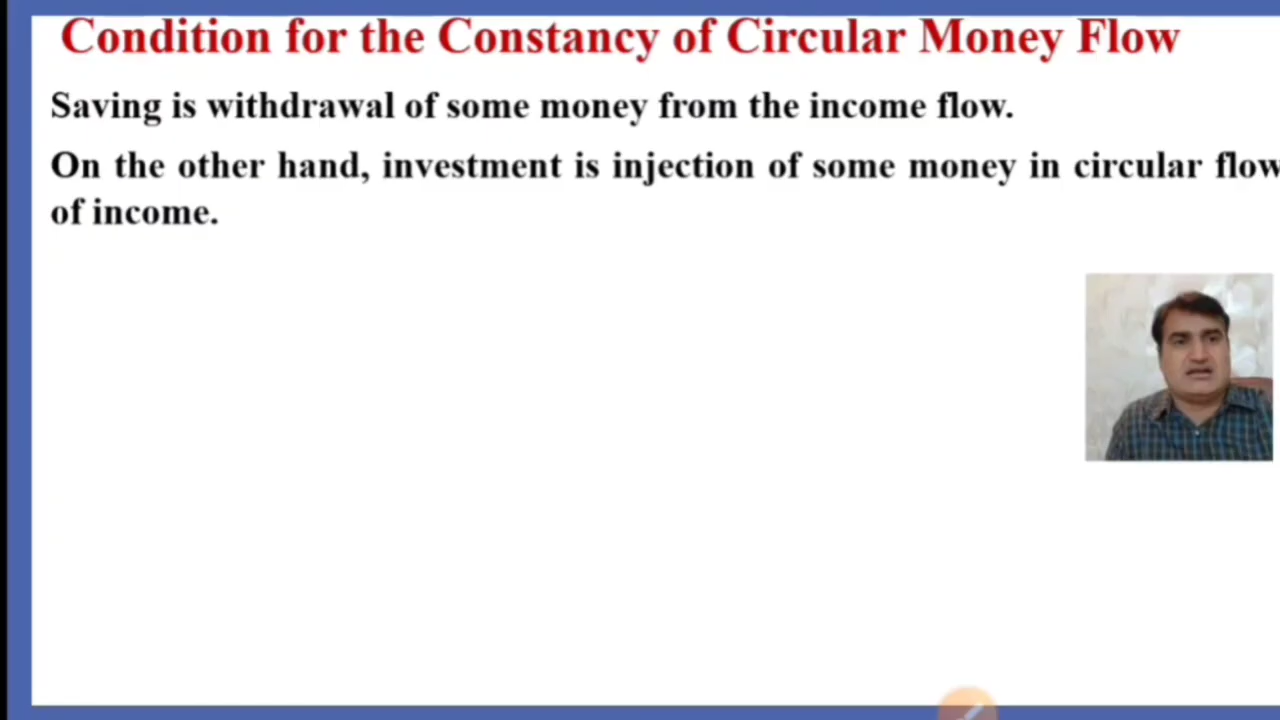 Condition for the Constancy of Circular Money Flow
Saving is withdrawal of some money from the income flow.
On the other hand, investment is injection of some money in circular flow
of income.